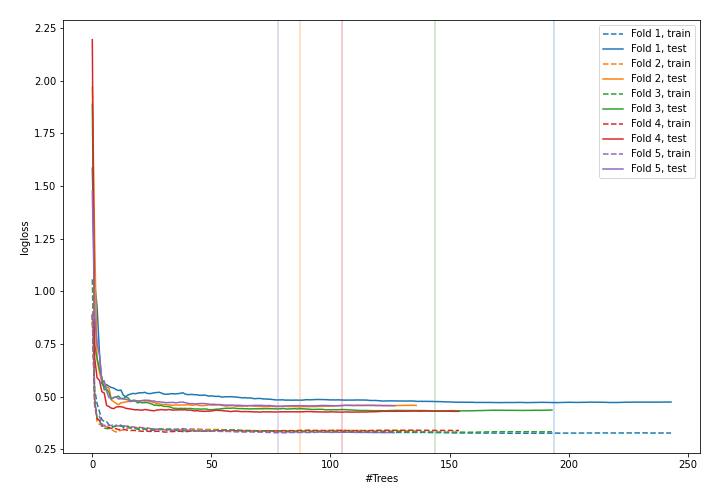 2.25
2.00
1.75
1.50
1.25
1.00
0.75
0.50
0.25
logloss
0
50
100
150
200
250
#Trees
Fold 1, train
Fold 1, test
Fold 2, train
Fold 2, test
Fold 3, train
Fold 3, test
Fold 4, train
Fold 4, test
Fold 5, train
Fold 5, test